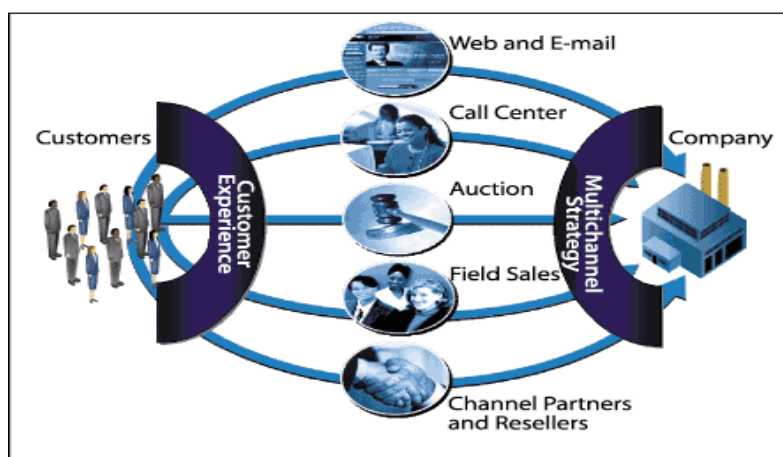 Web and E-mail
Customers
Call Center
Company
Customer
Experience
Auction
Multichannel
Strategy
Field Sales
Channel Partners
and Resellers